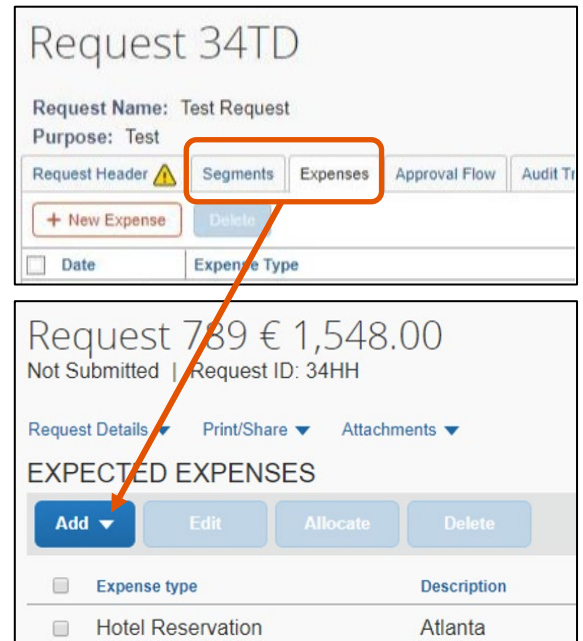 Request 34TD
Request Name: Test Request
Purpose: Test
Request Header Segments Expenses Approval Flow Audit Tr
+ New Expense Delete
Date Expense Type
Request 789 € 1,548.00
Not Submitted | Request ID: 34HH
Request Details Print/Share Attachments
EXPECTED EXPENSES
Add Edit Allocate Delete
Expense type Description
Hotel Reservation Atlanta